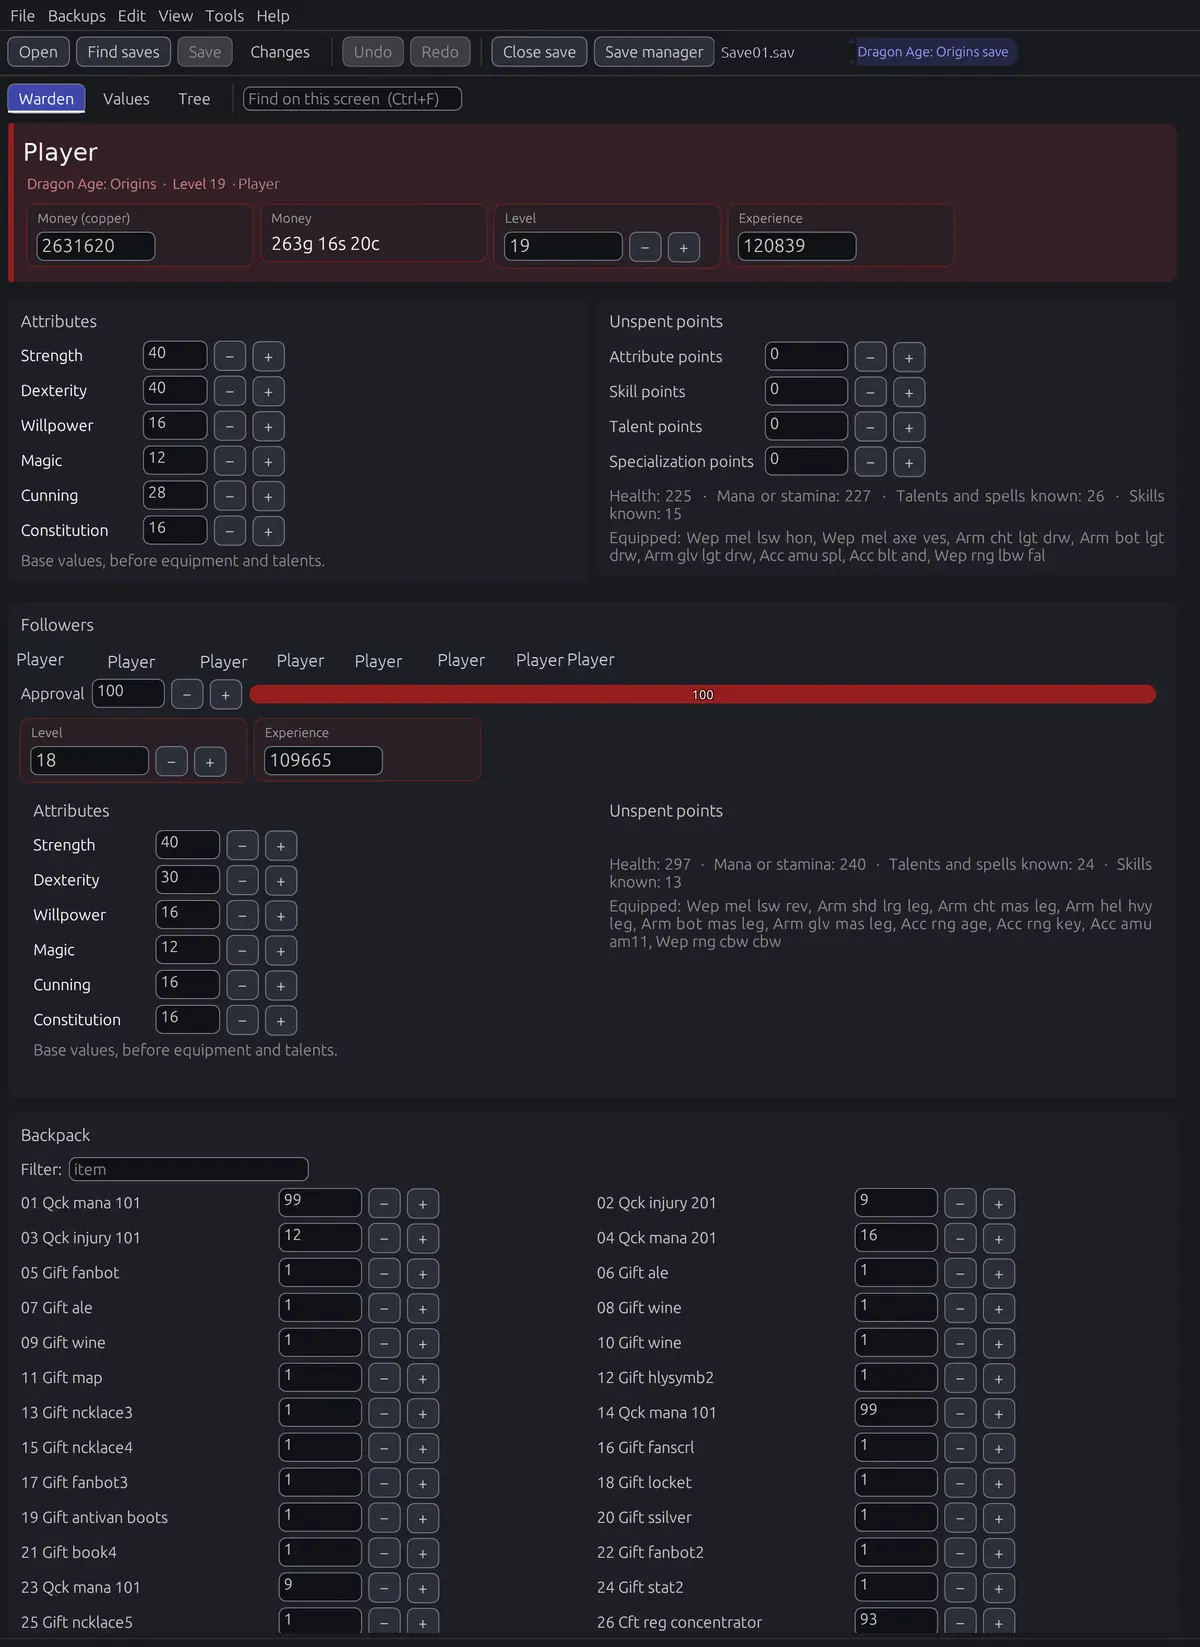 File Backups Edit View Tools Help
Open Find saves Save Changes Undo Redo Close save Save manager Save01.sav Dragon Age: Origins save
Warden Values Tree Find on this screen (Ctrl+F)
Player
Dragon Age: Origins · Level 19 · Player
Money (copper) Money Level Experience
2631620 263g 16s 20c 19 − + 120839
Attributes
Strength 40 − +
Dexterity 40 − +
Willpower 16 − +
Magic 12 − +
Cunning 28 − +
Constitution 16 − +
Base values, before equipment and talents.
Unspent points
Attribute points 0 − +
Skill points 0 − +
Talent points 0 − +
Specialization points 0 − +
Health: 225 · Mana or stamina: 227 · Talents and spells known: 26 · Skills
known: 15
Equipped: Wep mel lsw hon, Wep mel axe ves, Arm cht lgt drw, Arm bot lgt
drw, Arm glv lgt drw, Acc amu spl, Acc blt and, Wep rng lbw fal
Followers
Player Player Player Player Player Player Player Player
Approval 100 − + 100
Level Experience
18 − + 109665
Attributes
Strength 40 − +
Dexterity 30 − +
Willpower 16 − +
Magic 12 − +
Cunning 16 − +
Constitution 16 − +
Base values, before equipment and talents.
Unspent points
Health: 297 · Mana or stamina: 240 · Talents and spells known: 24 · Skills
known: 13
Equipped: Wep mel lsw rev, Arm shd lrg leg, Arm cht mas leg, Arm hel hvy
leg, Arm bot mas leg, Arm glv mas leg, Acc rng age, Acc rng key, Acc amu
am11, Wep rng cbw cbw
Backpack
Filter: item
01 Qck mana 101 99 − + 02 Qck injury 201 9 − +
03 Qck injury 101 12 − + 04 Qck mana 201 16 − +
05 Gift fanbot 1 − + 06 Gift ale 1 − +
07 Gift ale 1 − + 08 Gift wine 1 − +
09 Gift wine 1 − + 10 Gift wine 1 − +
11 Gift map 1 − + 12 Gift hlysymb2 1 − +
13 Gift ncklace3 1 − + 14 Qck mana 101 99 − +
15 Gift ncklace4 1 − + 16 Gift fanscrl 1 − +
17 Gift fanbot3 1 − + 18 Gift locket 1 − +
19 Gift antivan boots 1 − + 20 Gift ssilver 1 − +
21 Gift book4 1 − + 22 Gift fanbot2 1 − +
23 Qck mana 101 9 − + 24 Gift stat2 1 − +
25 Gift ncklace5 1 − + 26 Cft reg concentrator 93 − +